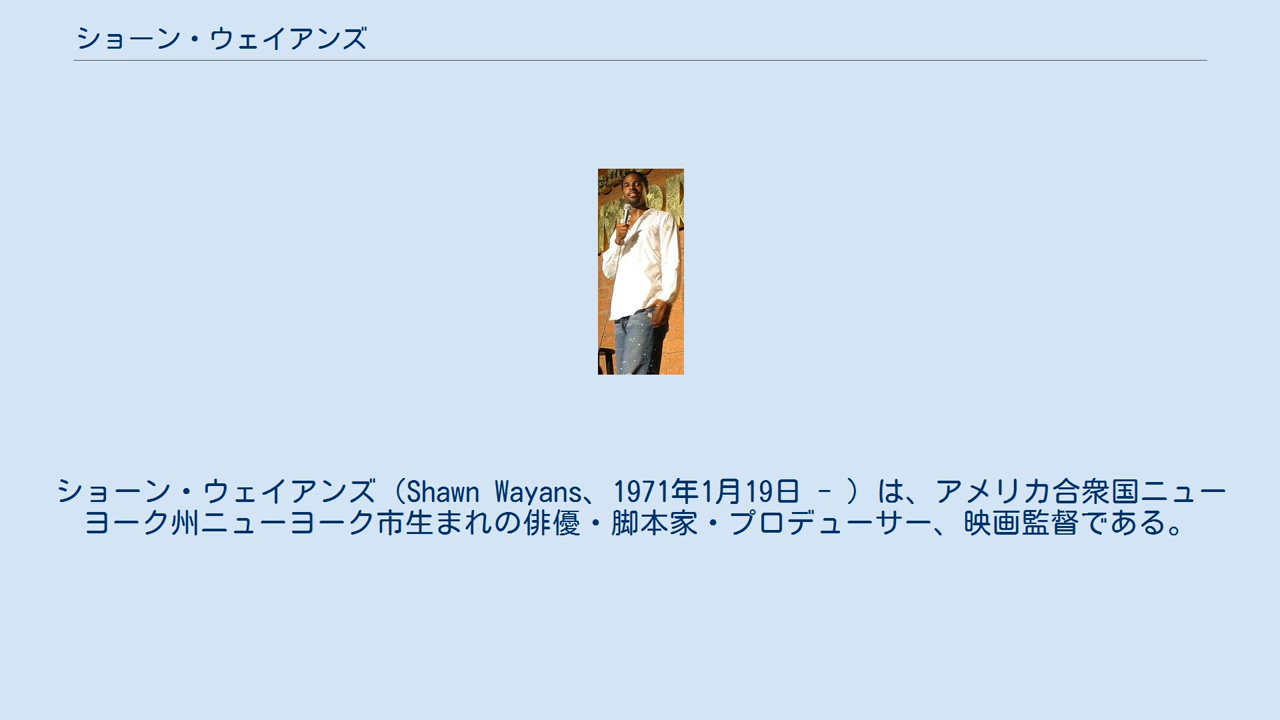 ショーン・ウェイアンズ
ショーン・ウェイアンズ（Shawn Wayans、1971年1月19日 - ）は、アメリカ合衆国ニュー
ヨーク州ニューヨーク市生まれの俳優・脚本家・プロデューサー、映画監督である。